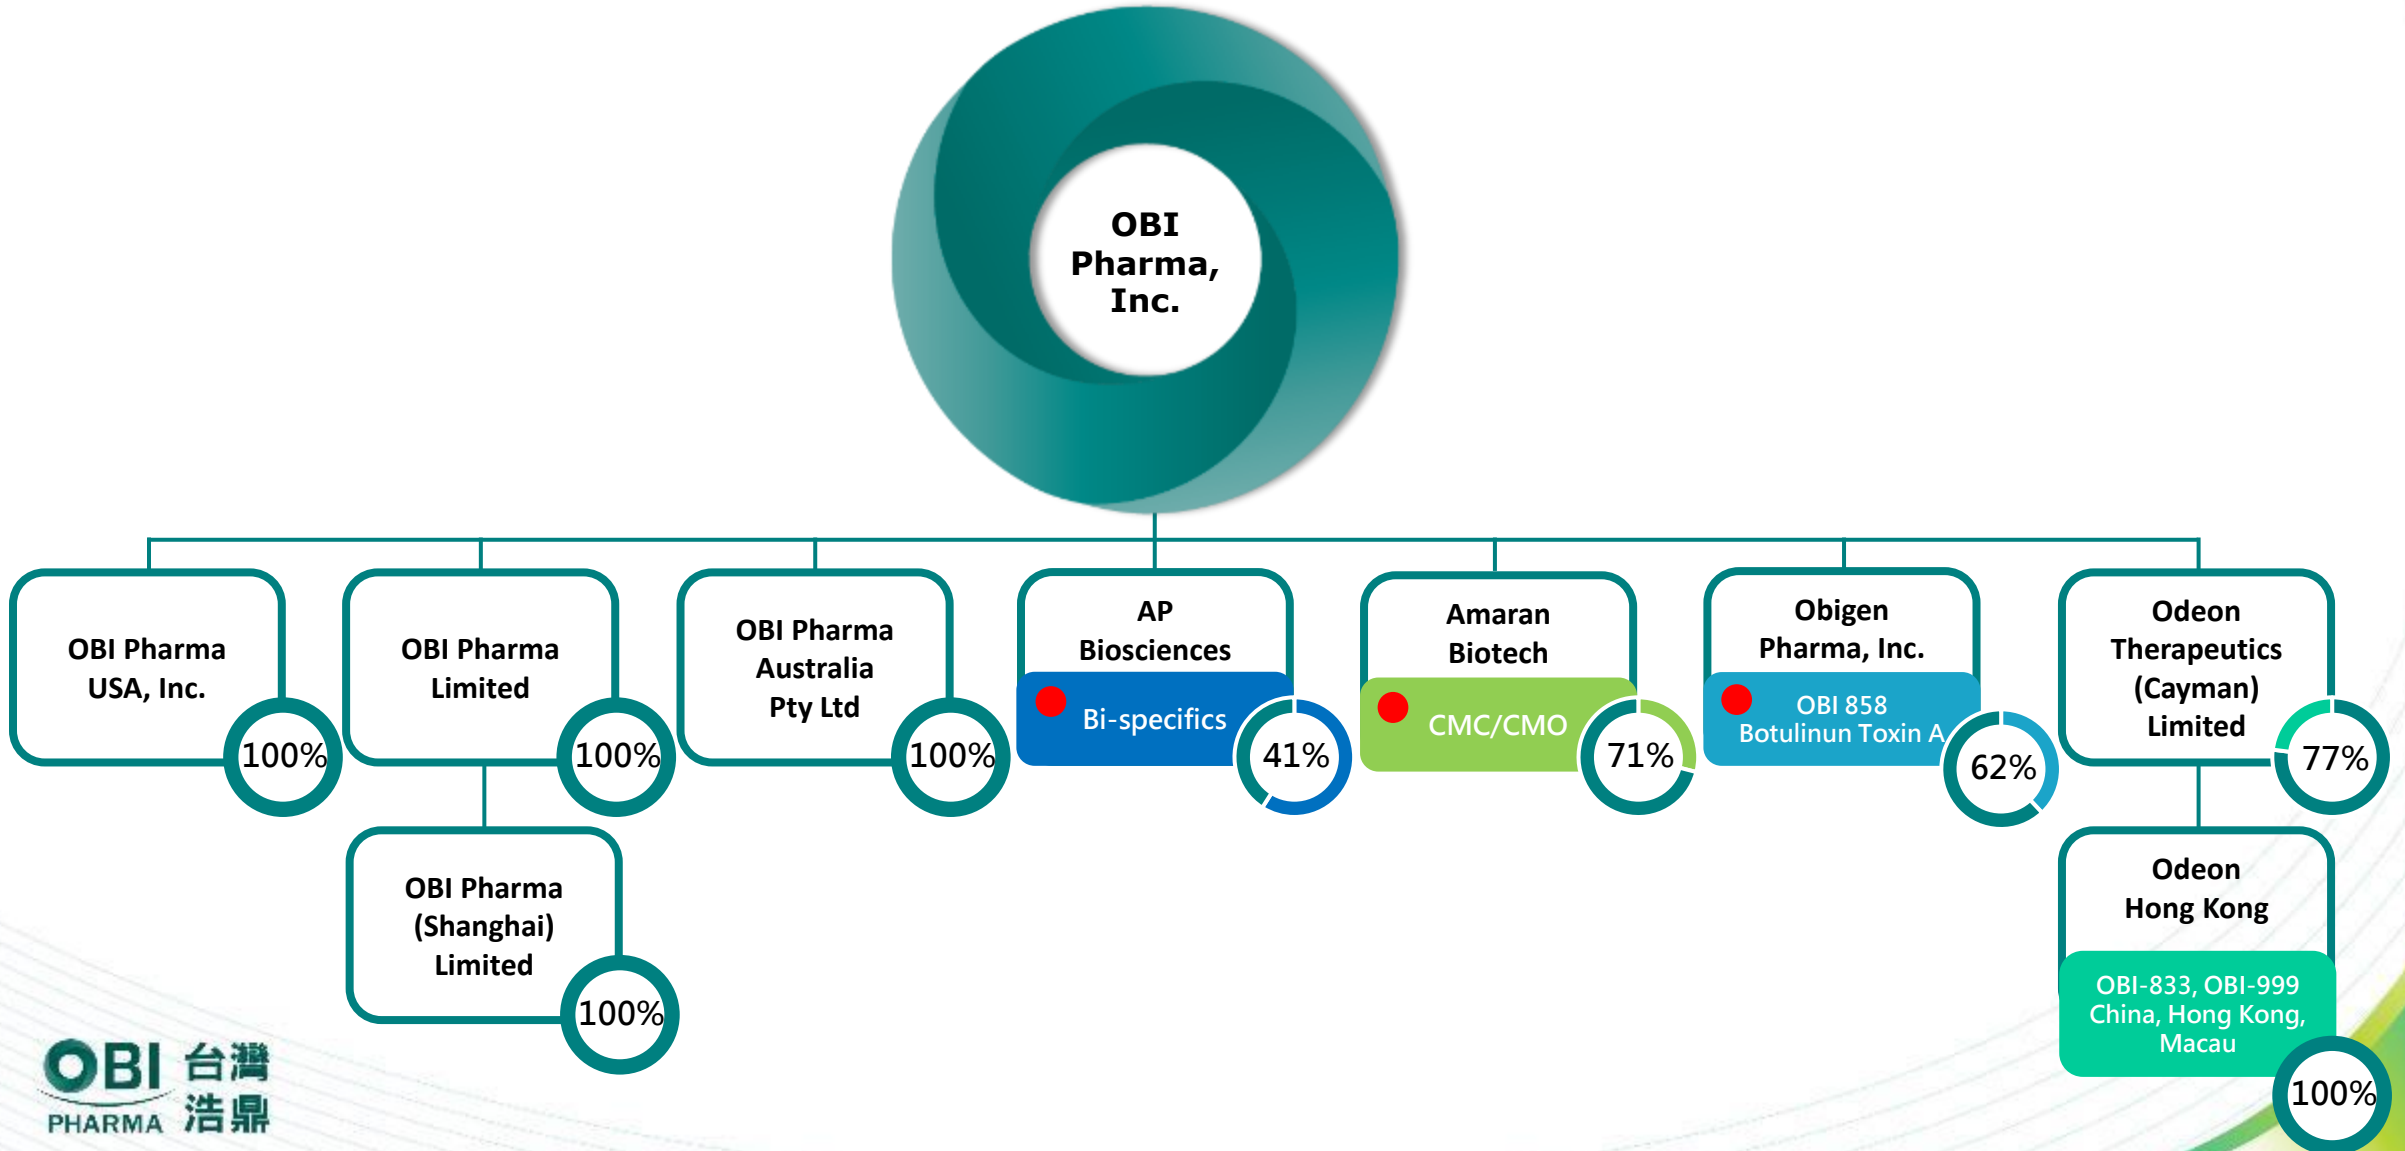 OBI
Pharma,
Inc.
OBI Pharma
USA, Inc.
100%
OBI Pharma
Limited
100%
OBI Pharma
Australia
Pty Ltd
100%
AP
Biosciences
Bi-specifics
41%
Amaran
Biotech
CMC/CMO
71%
Obigen
Pharma, Inc.
OBI 858
Botulinun Toxin A
62%
Odeon
Therapeutics
(Cayman)
Limited
77%
OBI Pharma
(Shanghai)
Limited
100%
Odeon
Hong Kong
OBI-833, OBI-999
China, Hong Kong,
Macau
100%
OBI 台灣
PHARMA 浩鼎